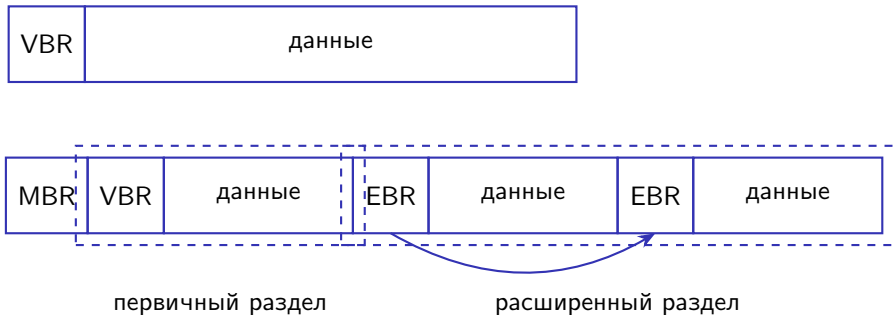 VBR данные
MBR VBR данные EBR данные EBR данные
первичный раздел расширенный раздел